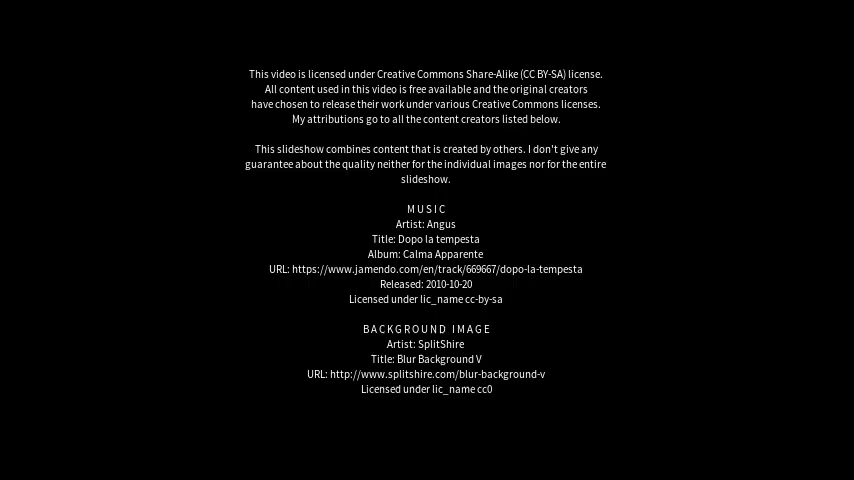 This video is licensed under Creative Commons Share-Alike (CC BY-SA) license.
All content used in this video is free available and the original creators
have chosen to release their work under various Creative Commons licenses.
My attributions go to all the content creators listed below.
This slideshow combines content that is created by others. I don't give any
guarantee about the quality neither for the individual images nor for the entire
slideshow.
MUSIC
Artist: Angus
Title: Dopo la tempesta
Album: Calma Apparente
URL: https://www.jamendo.com/en/track/669667/dopo-la-tempesta
Released: 2010-10-20
Licensed under lic_name cc-by-sa
BACKGROUND IMAGE
Artist: SplitShire
Title: Blur Background V
URL: http://www.splitshire.com/blur-background-v
Licensed under lic_name cc0